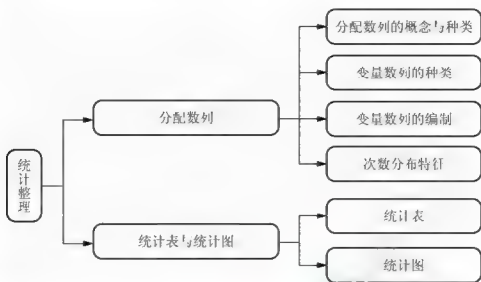 统计整理
分配数列
分配数列的概念与种类
变量数列的种类
变量数列的编制
次数分布特征
统计表与统计图
统计表
统计图